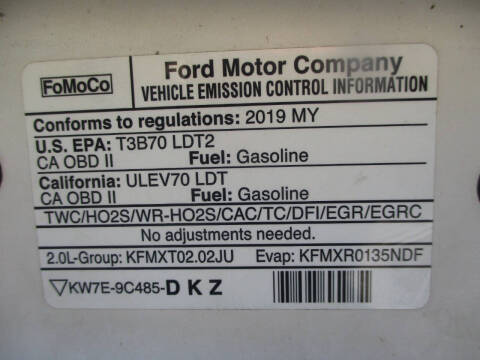 FoMoCo
Ford Motor Company
VEHICLE EMISSION CONTROL INFORMATION
Conforms to regulations: 2019 MY
U.S. EPA: T3B70 LDT2
CA OBD II Fuel: Gasoline
California: ULEV70 LDT
CA OBD II Fuel: Gasoline
TWC/HO2S/WR-HO2S/CAC/TC/DFI/EGR/EGRC
No adjustments needed.
2.0L-Group: KFMXT02.02JU Evap: KFMXR0135NDF
KW7E-9C485-DKZ